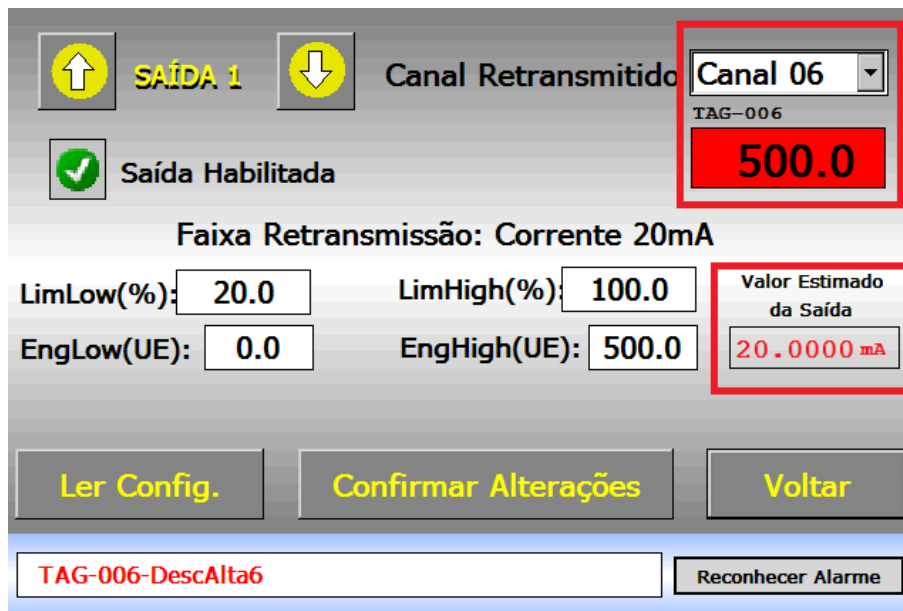 SAÍDA 1
Canal Retransmitido
Canal 06
TAG-006
500.0
Saída Habilitada
Faixa Retransmissão: Corrente 20mA
LimLow(%): 20.0
LimHigh(%): 100.0
Valor Estimado
da Saída
EngLow(UE): 0.0
EngHigh(UE): 500.0
20.0000 mA
Ler Config.
Confirmar Alterações
Voltar
TAG-006-DescAlta6
Reconhecer Alarme